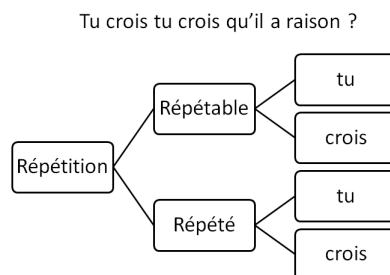 Tu crois tu crois qu’il a raison ?
tu
Répétable
crois
Répétition
tu
Répété
crois